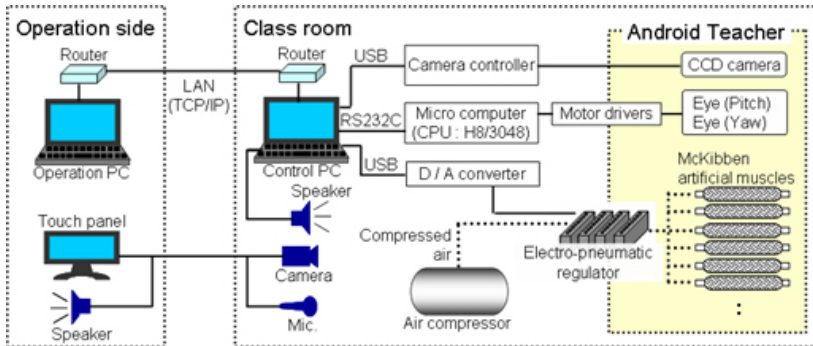 Operation side
Class room
Android Teacher
Router
Router
LAN
(TCP/IP)
USB
Camera controller
CCD camera
RS232C
Micro computer
(CPU : H8/3048)
Motor drivers
Eye (Pitch)
Eye (Yaw)
Operation PC
Control PC
USB
D / A converter
McKibben
artificial muscles
Speaker
Touch panel
Compressed
air
Electro-pneumatic
regulator
Camera
Speaker
Mic.
Air compressor
: